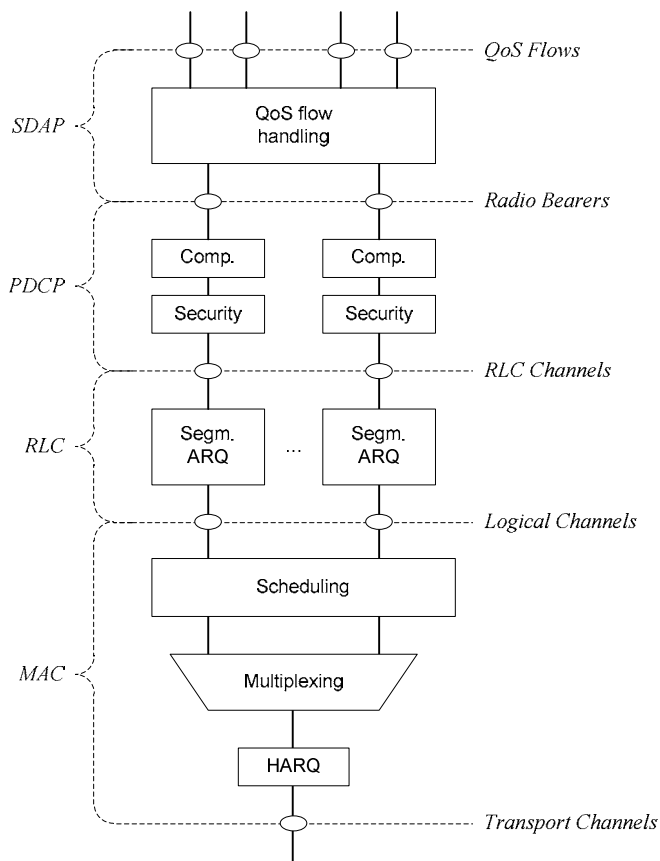 QoS Flows
QoS flow
handling
SDAP
Radio Bearers
Comp.
Comp.
PDCP
Security
Security
RLC Channels
Segm.
ARQ
...
Segm.
ARQ
RLC
Logical Channels
Scheduling
MAC
Multiplexing
HARQ
Transport Channels